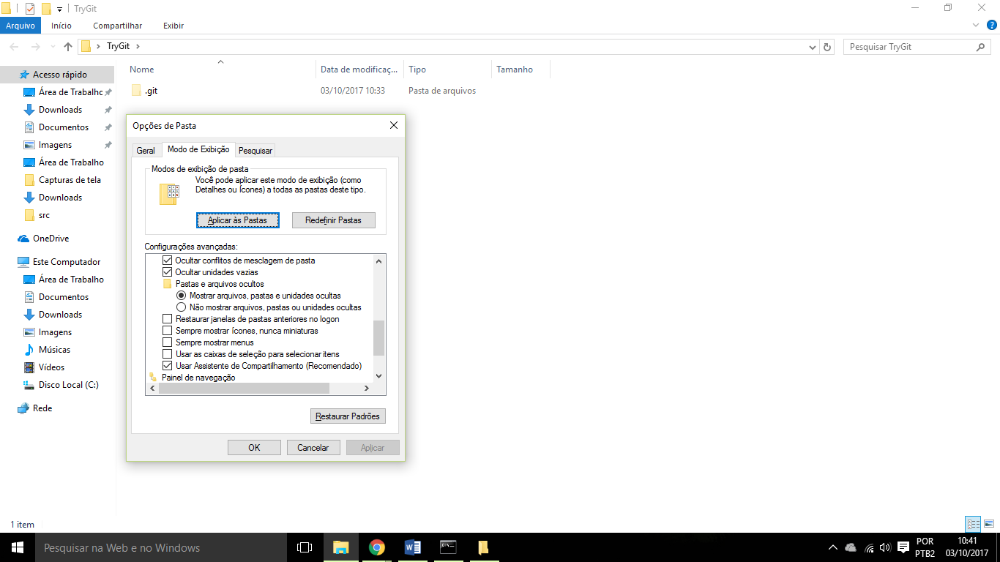 TryGit
Arquivo Início Compartilhar Exibir
TryGit
Pesquisar TryGit
Acesso rápido
Área de Trabalho
Downloads
Documentos
Imagens
Área de Trabalho
Capturas de tela
Downloads
src
OneDrive
Este Computador
Área de Trabalho
Documentos
Downloads
Imagens
Músicas
Vídeos
Disco Local (C:)
Rede
Nome Data de modificaç... Tipo Tamanho
.git 03/10/2017 10:33 Pasta de arquivos
Opções de Pasta
Geral Modo de Exibição Pesquisar
Modos de exibição de pasta
Você pode aplicar este modo de exibição (como
Detalhes ou Ícones) a todas as pastas deste tipo.
Aplicar às Pastas Redefinir Pastas
Configurações avançadas:
Ocultar conflitos de mesclagem de pasta
Ocultar unidades vazias
Pastas e arquivos ocultos
Mostrar arquivos, pastas e unidades ocultas
Não mostrar arquivos, pastas ou unidades ocultas
Restaurar janelas de pastas anteriores no logon
Sempre mostrar ícones, nunca miniaturas
Sempre mostrar menus
Usar as caixas de seleção para selecionar itens
Usar Assistente de Compartilhamento (Recomendado)
Painel de navegação
Restaurar Padrões
OK Cancelar Aplicar
1 item
Pesquisar na Web e no Windows
POR
PTB2
10:41
03/10/2017